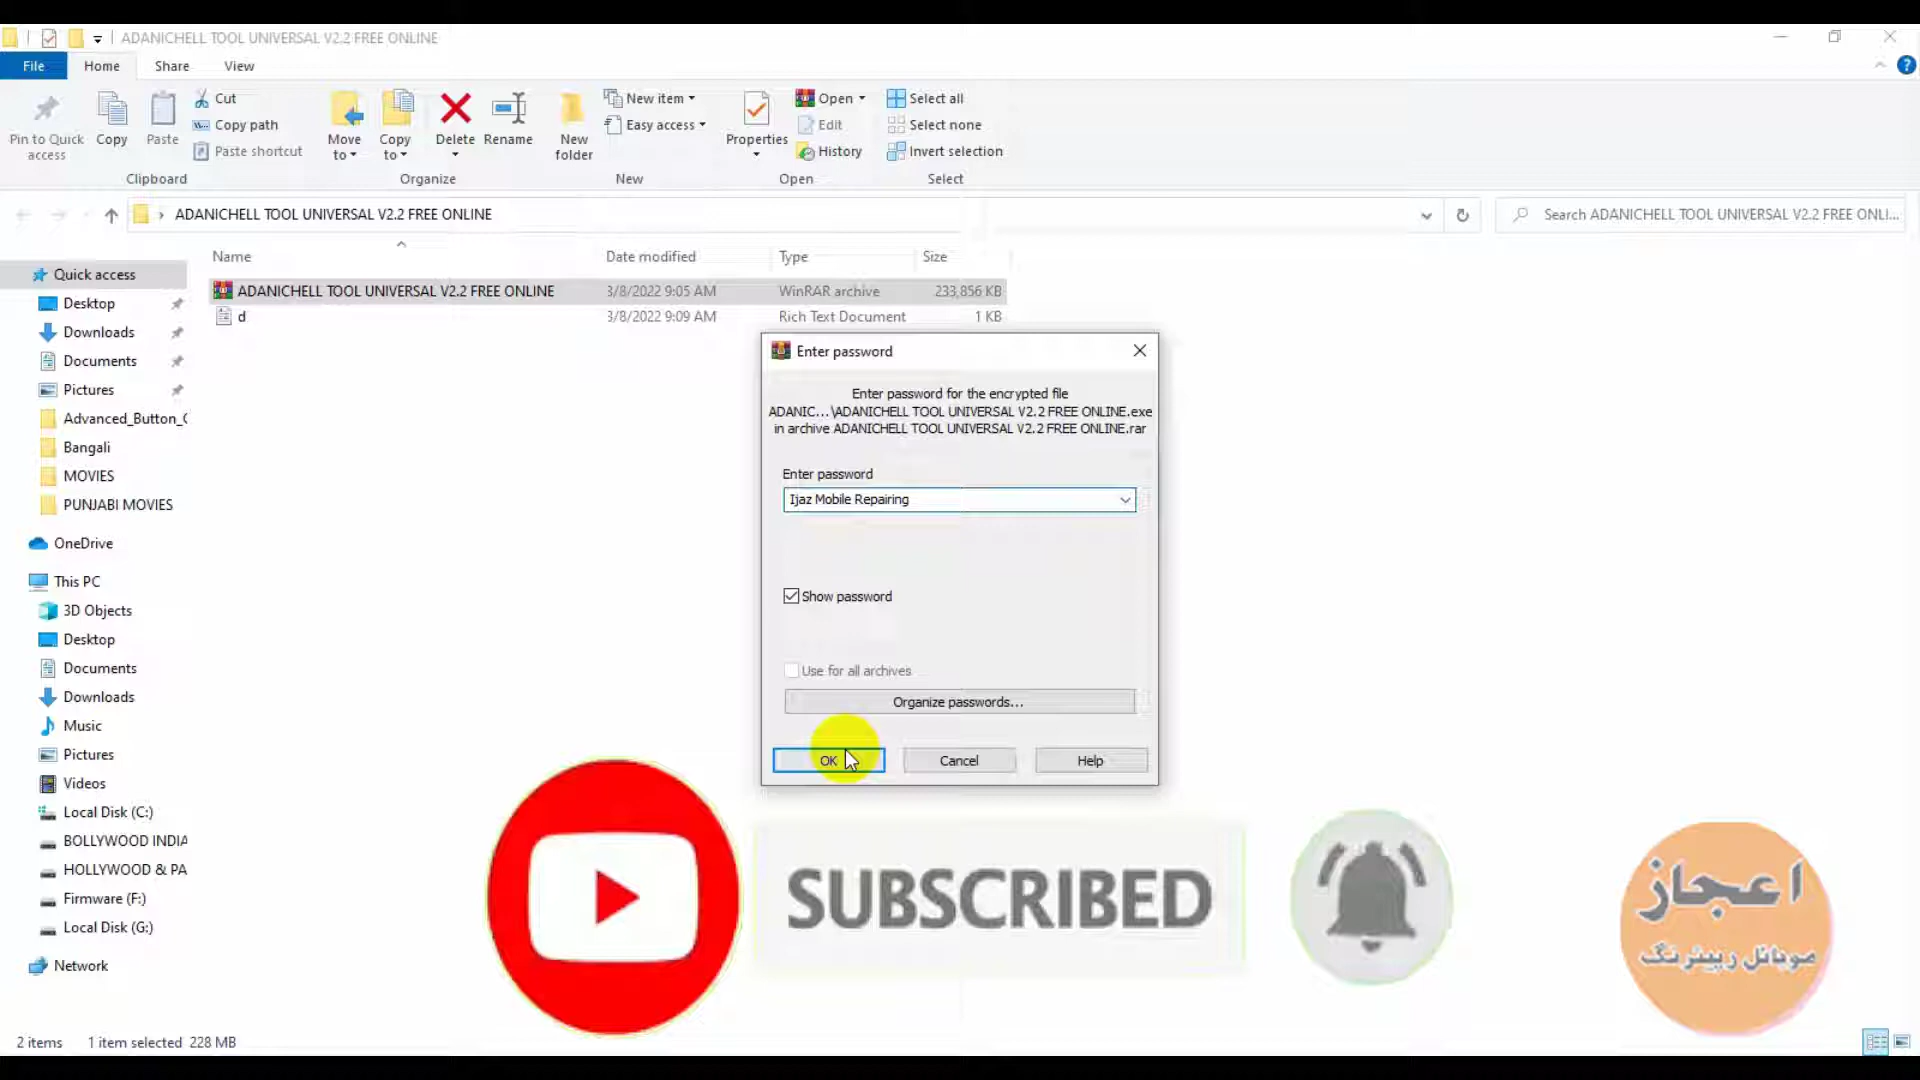 ADANICHELL TOOL UNIVERSAL V2.2 FREE ONLINE
File Home Share View
Pin to Quick access
Copy
Paste
Cut
Copy path
Paste shortcut
Clipboard
Move to
Copy to
Delete
Rename
Organize
New folder
New item
Easy access
New
Properties
Open
Edit
History
Open
Select all
Select none
Invert selection
Select
ADANICHELL TOOL UNIVERSAL V2.2 FREE ONLINE
Search ADANICHELL TOOL UNIVERSAL V2.2 FREE ONLI...
Name Date modified Type Size
ADANICHELL TOOL UNIVERSAL V2.2 FREE ONLINE 3/8/2022 9:05 AM WinRAR archive 233,856 KB
d 3/8/2022 9:09 AM Rich Text Document 1 KB
Quick access
Desktop
Downloads
Documents
Pictures
Advanced_Button_C
Bangali
MOVIES
PUNJABI MOVIES
OneDrive
This PC
3D Objects
Desktop
Documents
Downloads
Music
Pictures
Videos
Local Disk (C:)
BOLLYWOOD INDIA
HOLLYWOOD & PA
Firmware (F:)
Local Disk (G:)
Network
Enter password
Enter password for the encrypted file
ADANIC...\ADANICHELL TOOL UNIVERSAL V2.2 FREE ONLINE.exe
in archive ADANICHELL TOOL UNIVERSAL V2.2 FREE ONLINE.rar
Enter password
Ijaz Mobile Repairing
Show password
Use for all archives
Organize passwords...
OK Cancel Help
SUBSCRIBED
اعجاز
موبائل رپیئرنگ
2 items 1 item selected 228 MB